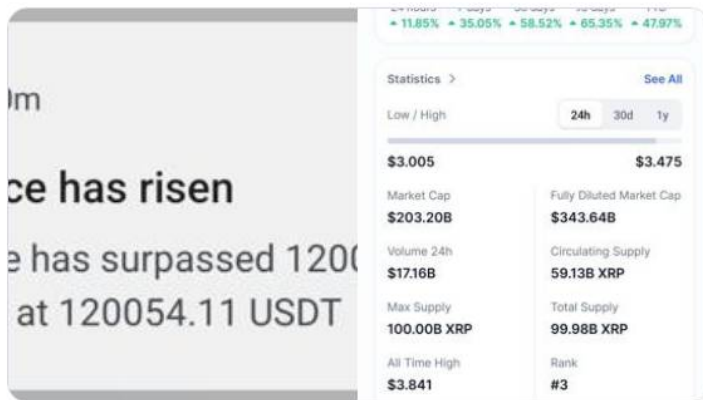 m
ce has risen
e has surpassed 1200
at 120054.11 USDT
11.85% 35.05% 58.52% 65.35% 47.97%
Statistics > See All
Low / High 24h 30d 1y
$3.005 $3.475
Market Cap Fully Diluted Market Cap
$203.20B $343.64B
Volume 24h Circulating Supply
$17.16B 59.13B XRP
Max Supply Total Supply
100.00B XRP 99.98B XRP
All Time High Rank
$3.841 #3